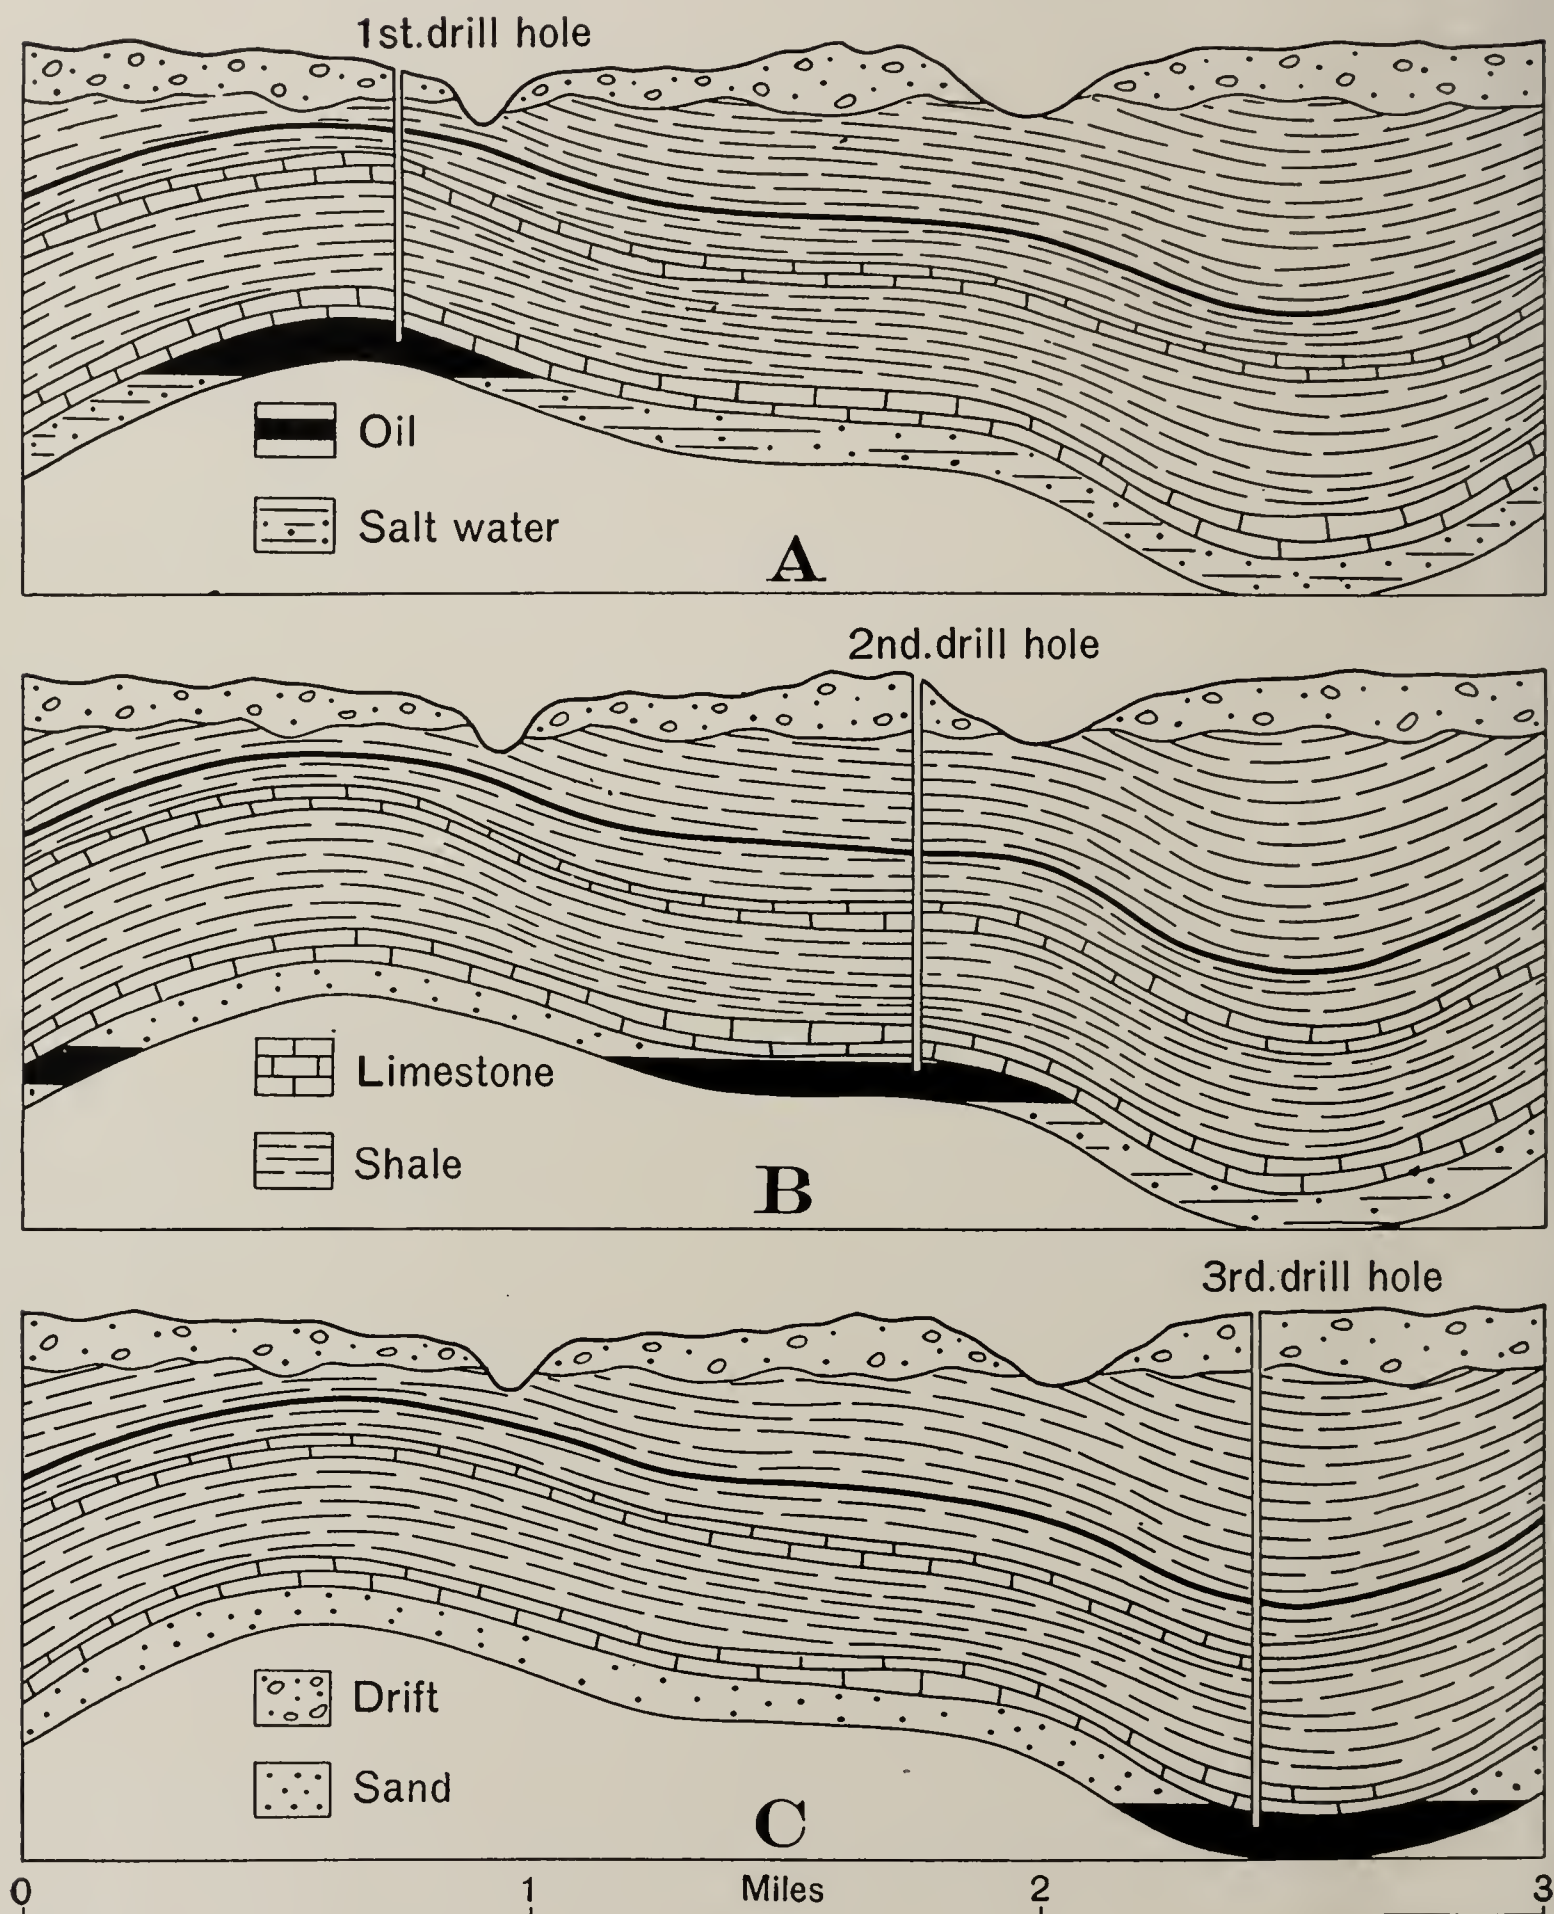 1st.drill hole
Oil
Salt water
A
2nd.drill hole
Limestone
Shale
B
3rd.drill hole
Drift
Sand
C
0 1 Miles 2 3